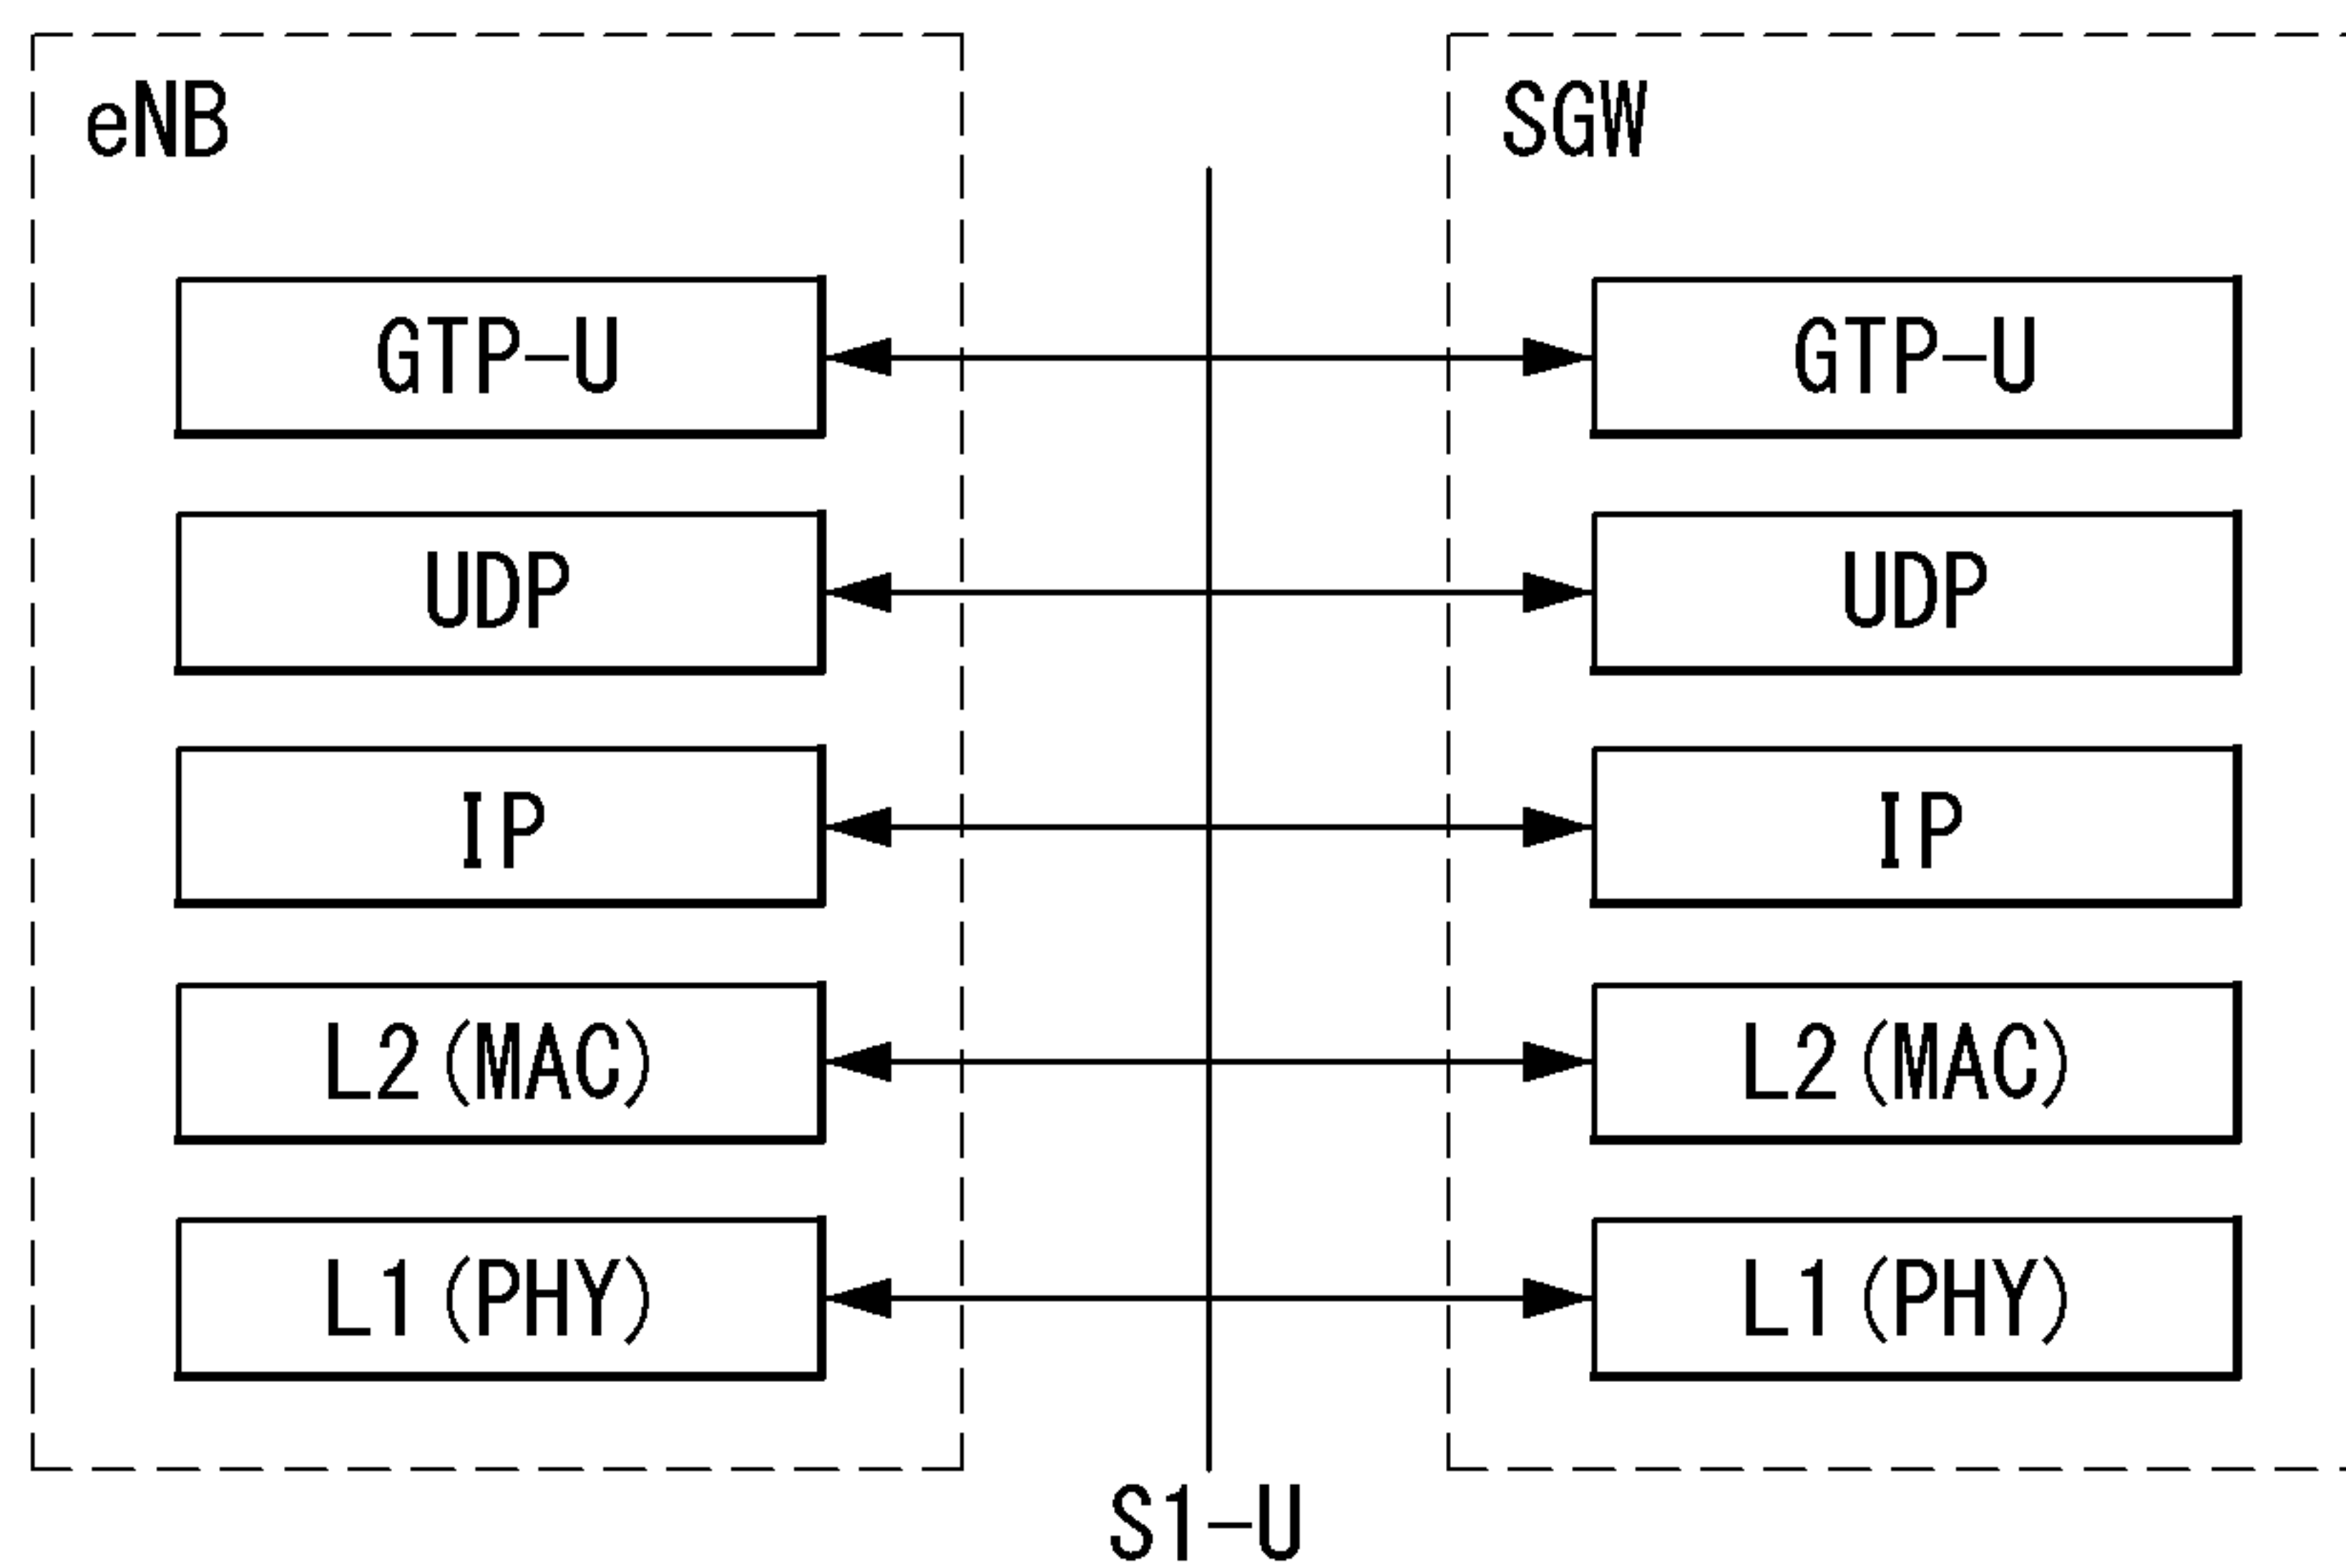 eNB
SGW
GTP-U
GTP-U
UDP
UDP
IP
IP
L2(MAC)
L2(MAC)
L1(PHY)
L1(PHY)
S1-U